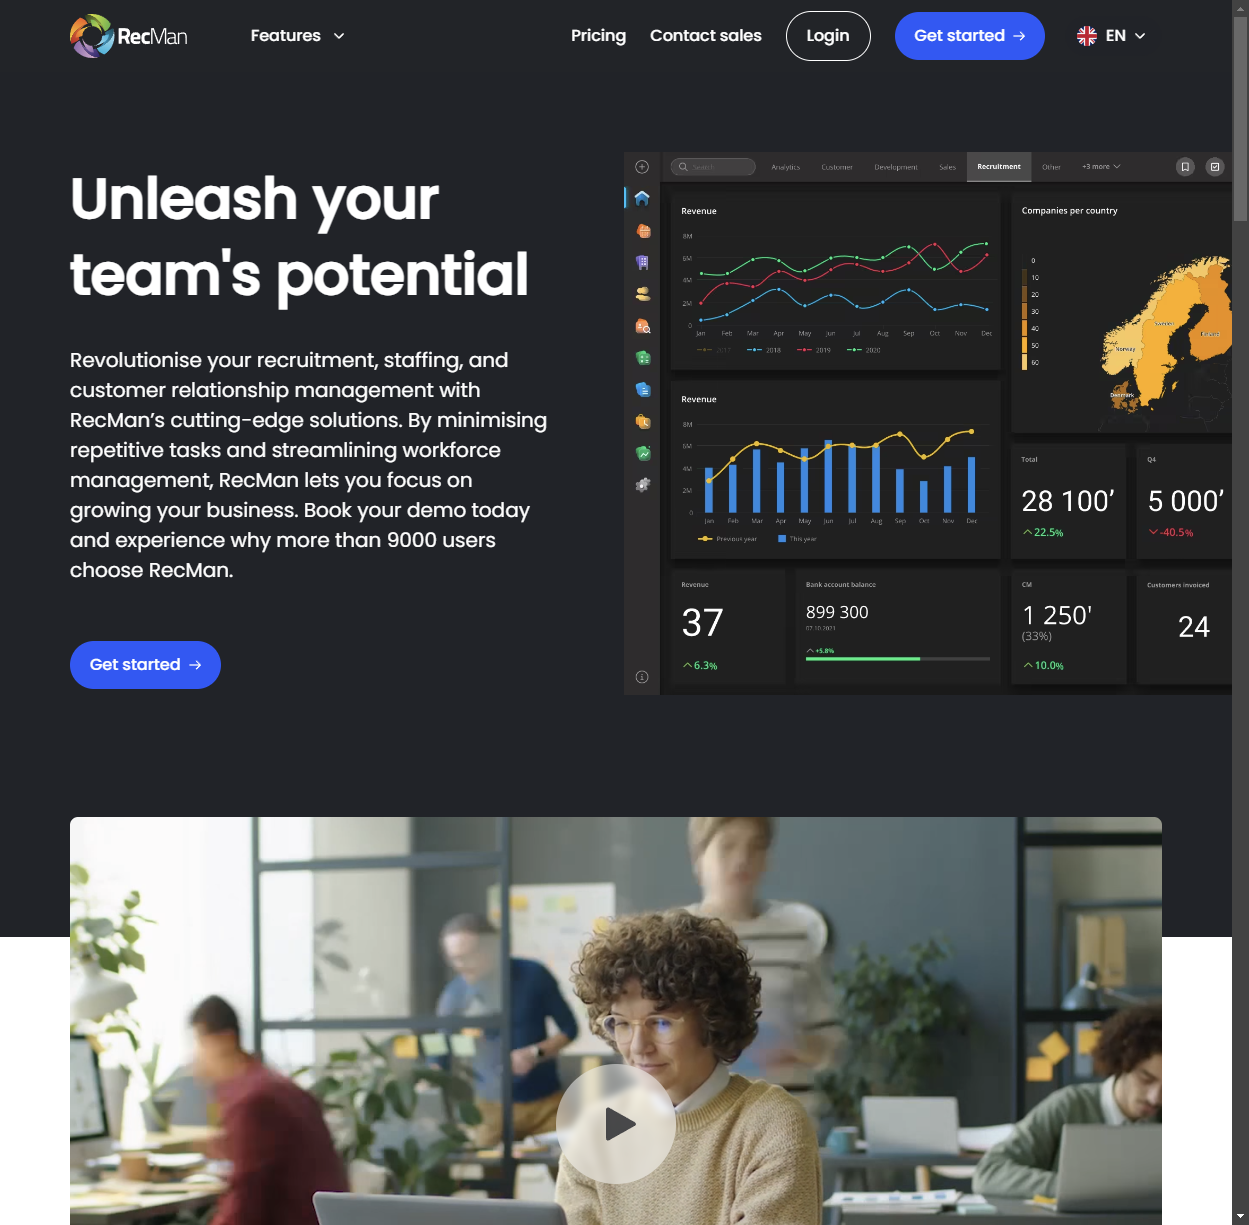 RecMan
Features
Pricing
Contact sales
Login
Get started
EN
Unleash your
team's potential
Revolutionise your recruitment, staffing, and
customer relationship management with
RecMan’s cutting-edge solutions. By minimising
repetitive tasks and streamlining workforce
management, RecMan lets you focus on
growing your business. Book your demo today
and experience why more than 9000 users
choose RecMan.
Get started
Search
Analytics
Customer
Development
Sales
Recruitment
Other
+3 more
Revenue
8M
6M
4M
2M
0
Jan Feb Mar Apr May Jun Jul Aug Sep Oct Nov Dec
2017 2018 2019 2020
Companies per country
0
10
20
30
40
50
60
Sweden
Finland
Norway
Denmark
Revenue
8M
6M
4M
2M
0
Jan Feb Mar Apr May Jun Jul Aug Sep Oct Nov Dec
Previous year This year
Total
28 100’
22.5%
Q4
5 000’
-40.5%
Revenue
37
6.3%
Bank account balance
899 300
07.10.2021
+5.8%
CM
1 250'
(33%)
10.0%
Customers invoiced
24